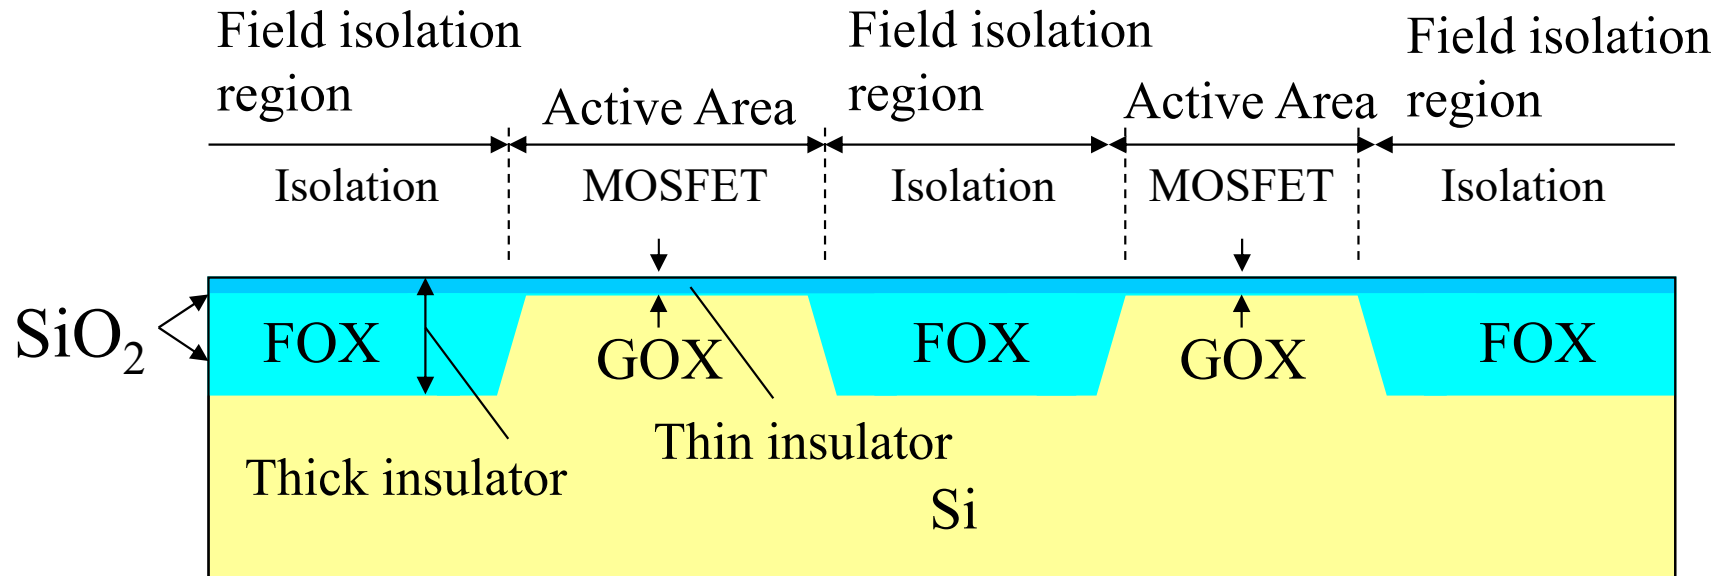 Field isolation
region
Active Area
Field isolation
region
Active Area
Field isolation
region
Isolation
MOSFET
Isolation
MOSFET
Isolation
SiO₂
FOX
GOX
FOX
GOX
FOX
Thin insulator
Thick insulator
Si